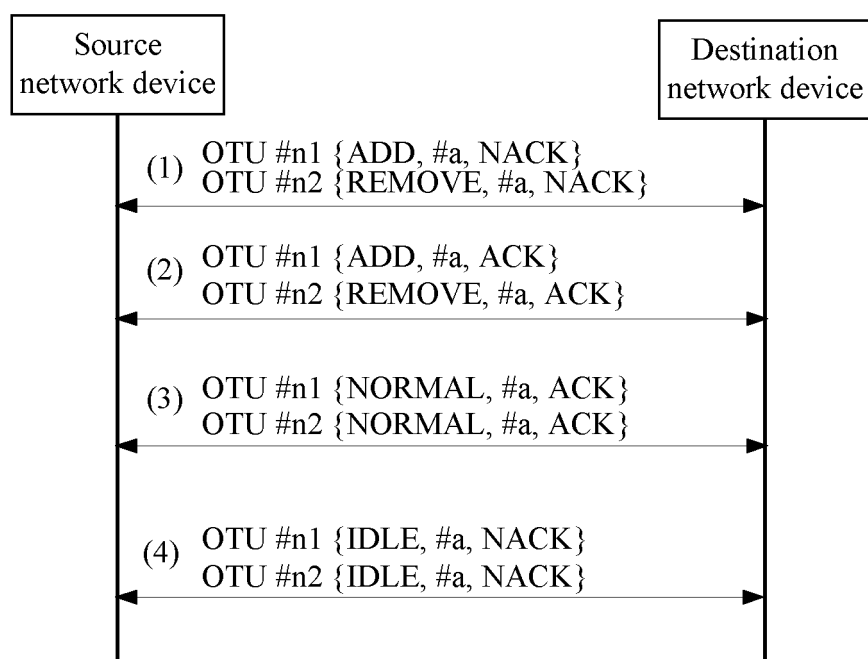 Source
network device
Destination
network device
(1)
OTU #n1 {ADD, #a, NACK}
OTU #n2 {REMOVE, #a, NACK}
(2)
OTU #n1 {ADD, #a, ACK}
OTU #n2 {REMOVE, #a, ACK}
(3)
OTU #n1 {NORMAL, #a, ACK}
OTU #n2 {NORMAL, #a, ACK}
(4)
OTU #n1 {IDLE, #a, NACK}
OTU #n2 {IDLE, #a, NACK}